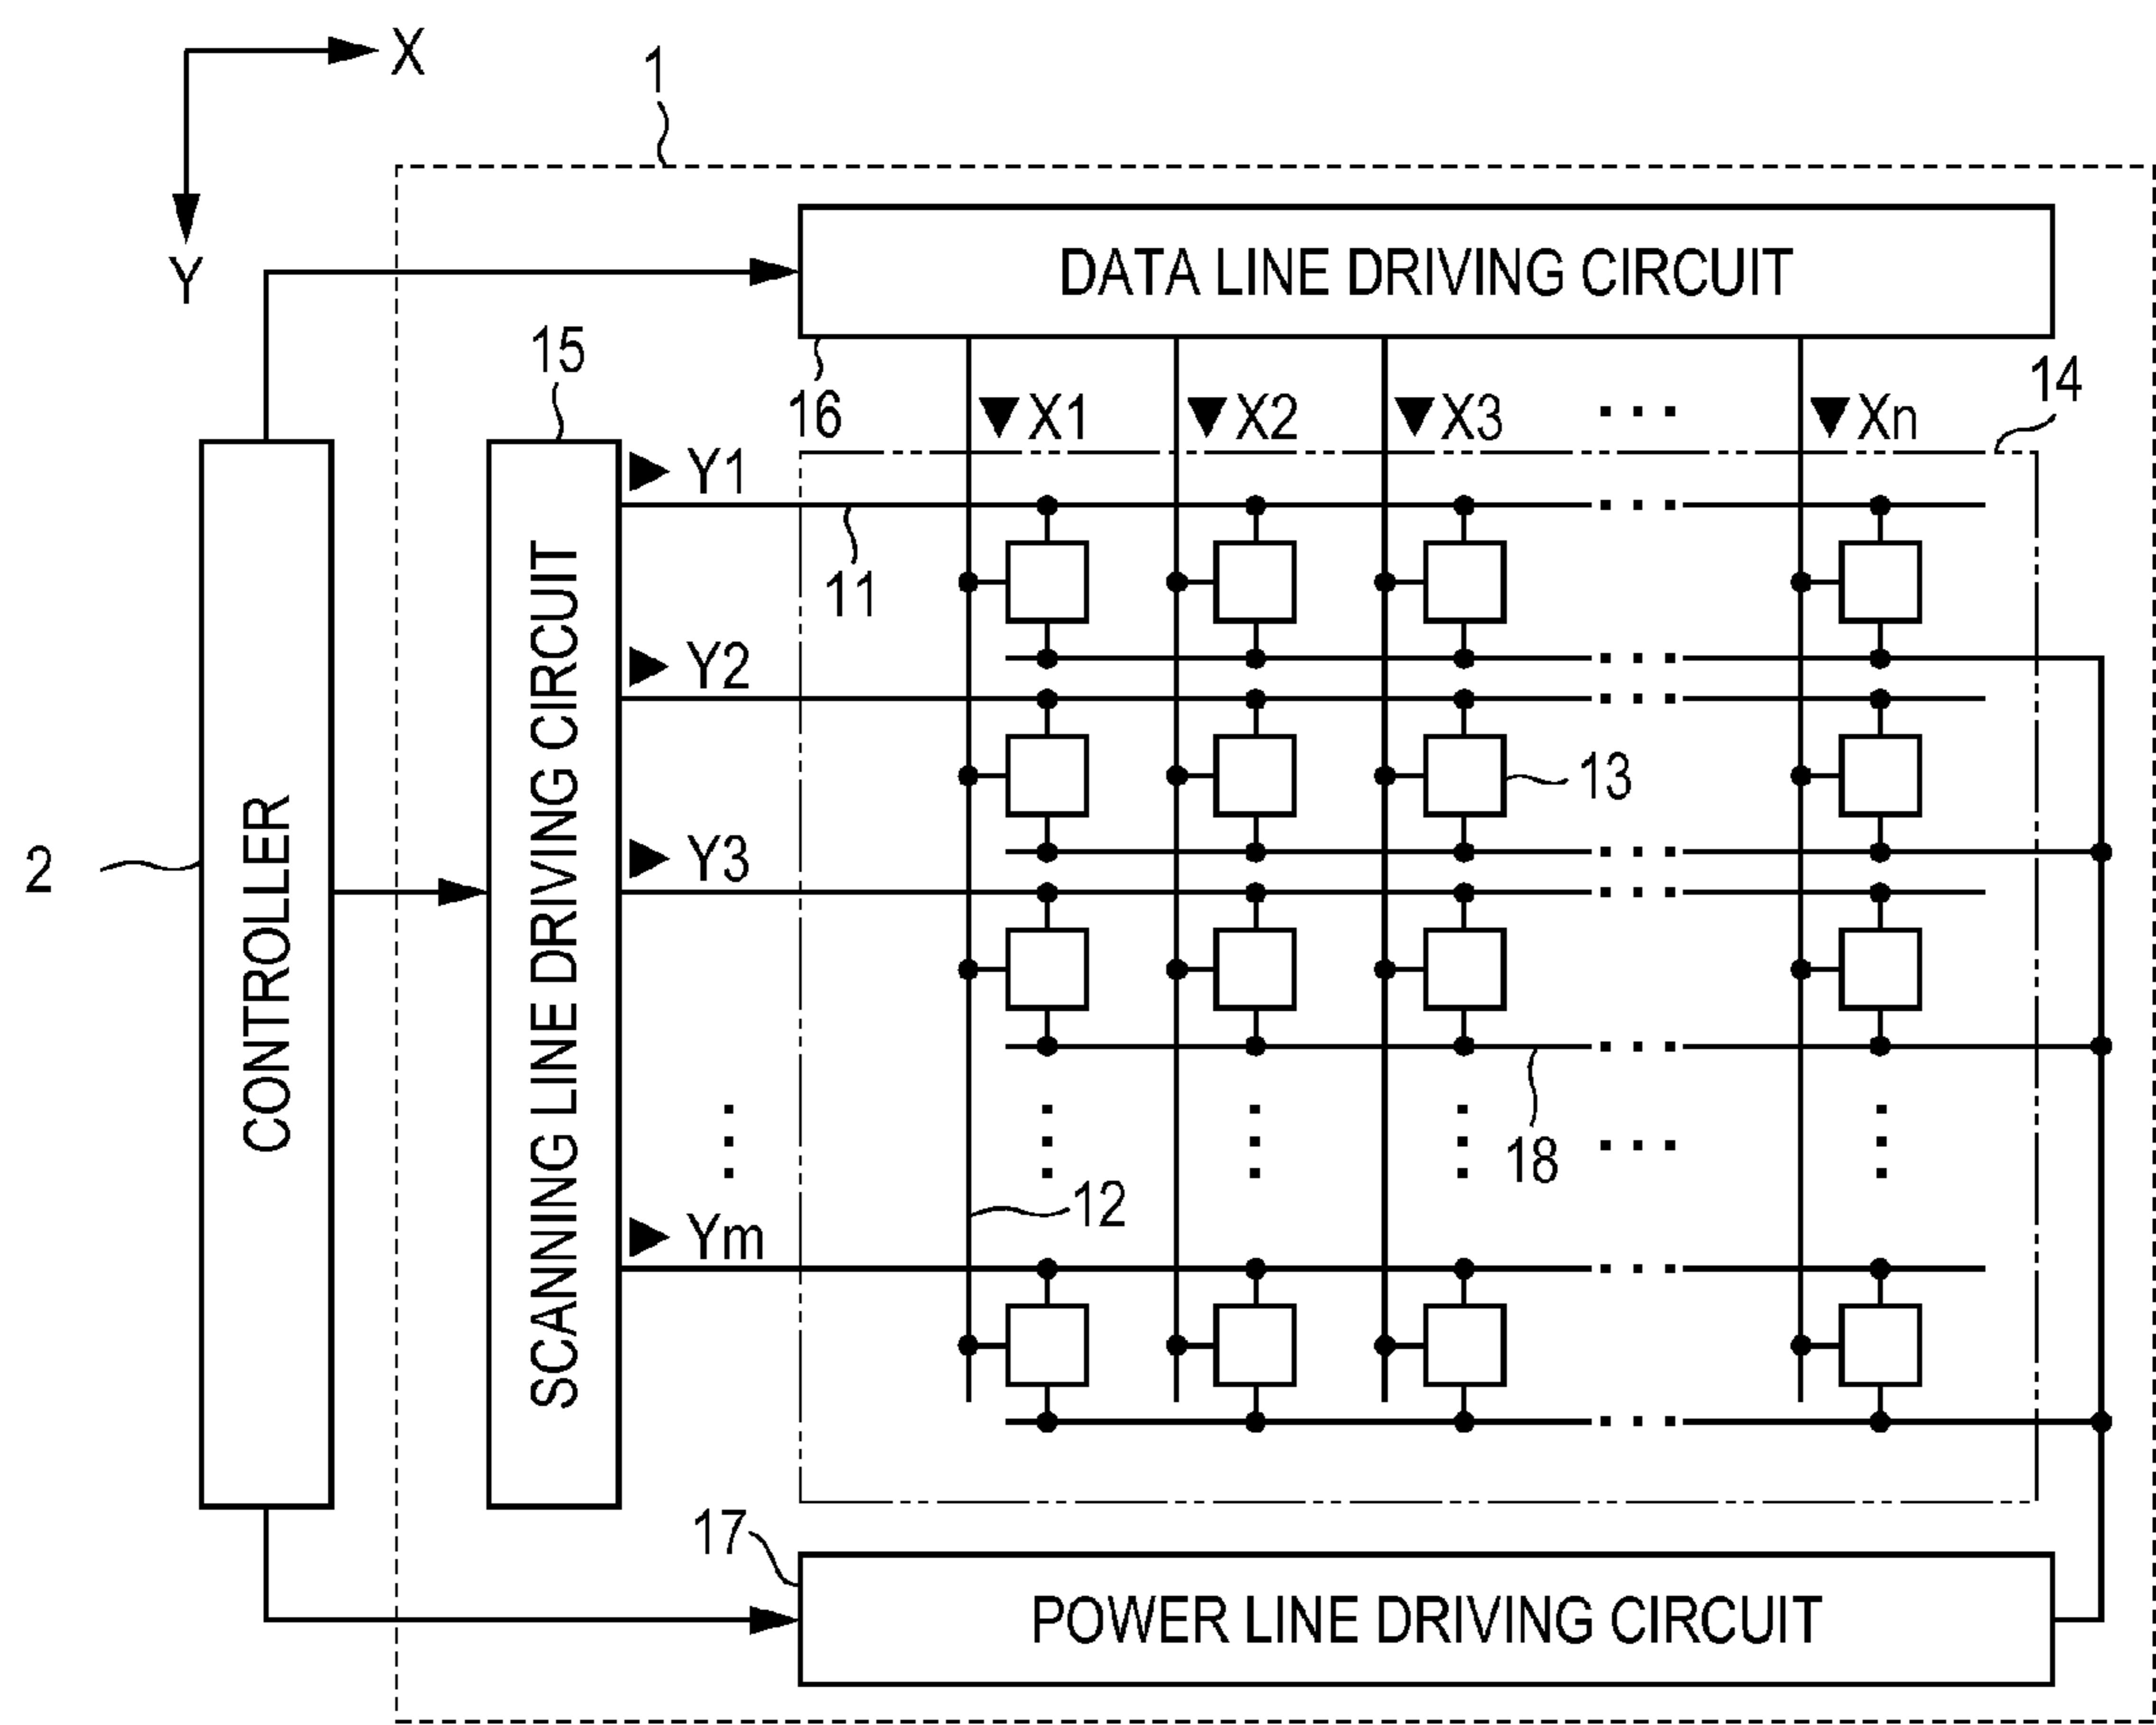 X
Y
1
DATA LINE DRIVING CIRCUIT
15
16
X1 X2 X3 ... Xn
14
Y1
11
Y2
13
2
Y3
CONTROLLER
SCANNING LINE DRIVING CIRCUIT
18
12
Ym
17
POWER LINE DRIVING CIRCUIT